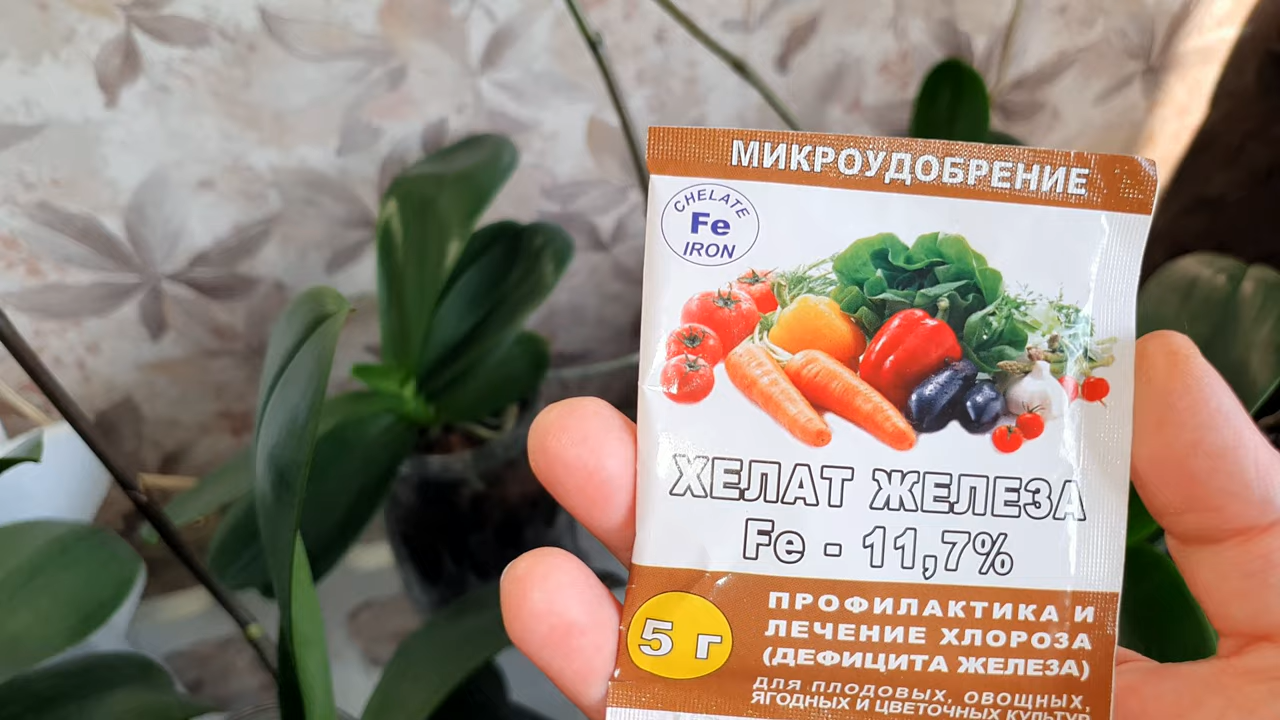 МИКРОУДОБРЕНИЕ
CHELATE
Fe
IRON
ХЕЛАТ ЖЕЛЕЗА
Fe - 11,7%
5 г
ПРОФИЛАКТИКА И
ЛЕЧЕНИЕ ХЛОРОЗА
(ДЕФИЦИТА ЖЕЛЕЗА)
ДЛЯ ПЛОДОВЫХ, ОВОЩНЫХ,
ЯГОДНЫХ И ЦВЕТОЧНЫХ КУЛЬТУР